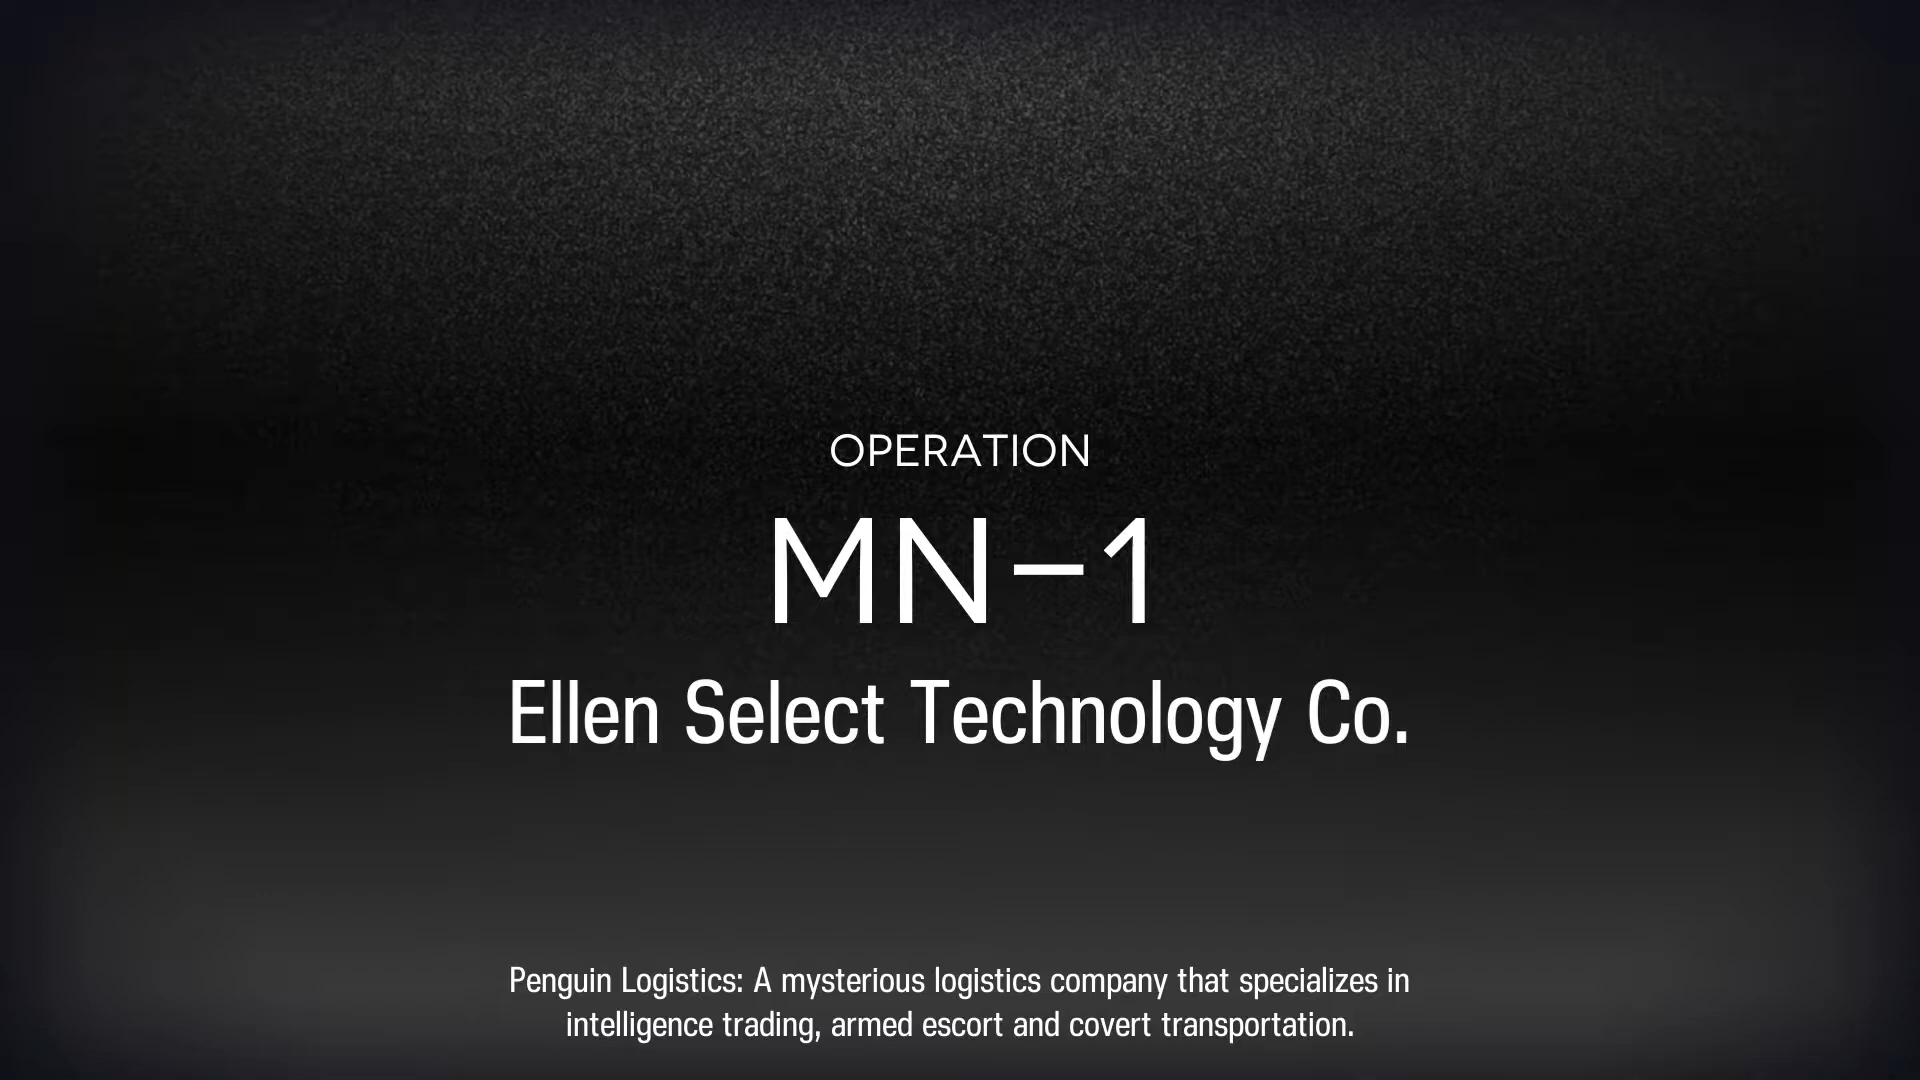 OPERATION
MN-1
Ellen Select Technology Co.
Penguin Logistics: A mysterious logistics company that specializes in
intelligence trading, armed escort and covert transportation.